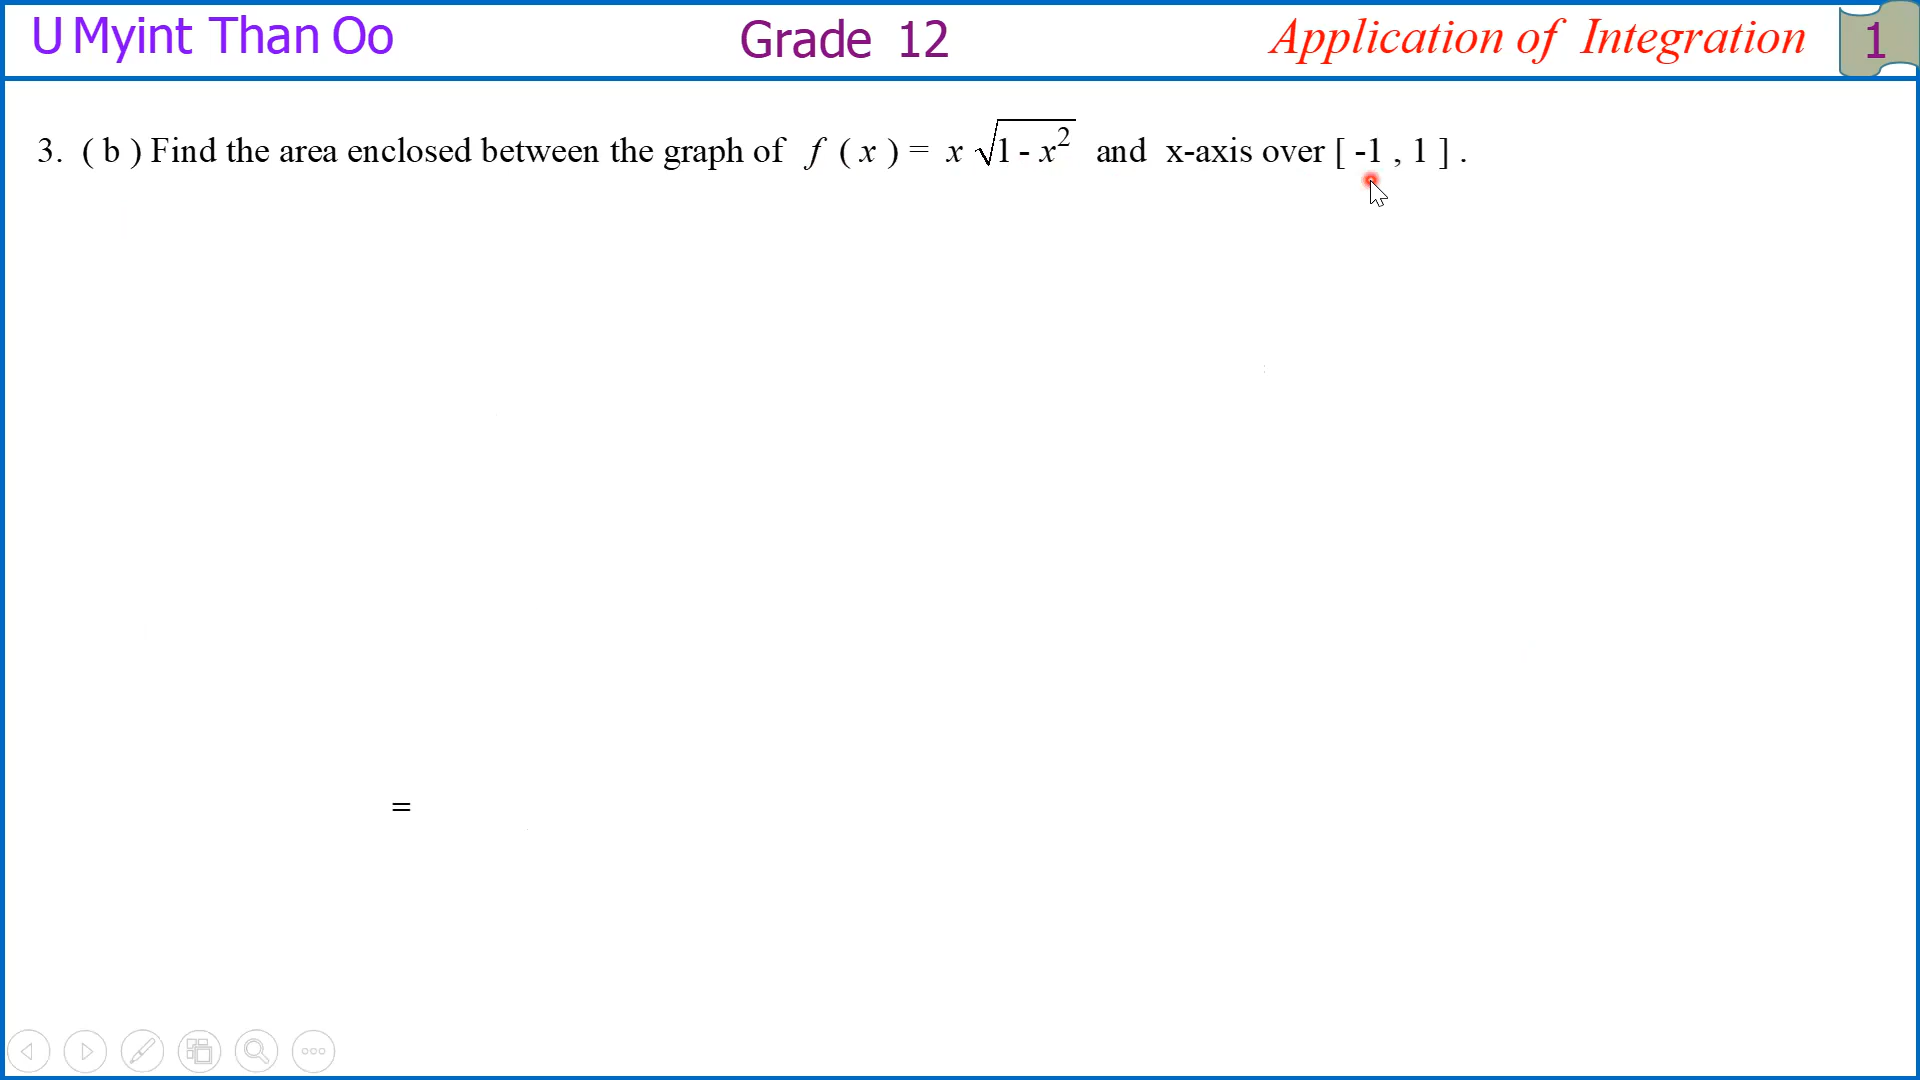 U Myint Than Oo Grade 12 Application of Integration 1
3. ( b ) Find the area enclosed between the graph of f ( x ) = x √1 - x² and x-axis over [ -1 , 1 ] .
=